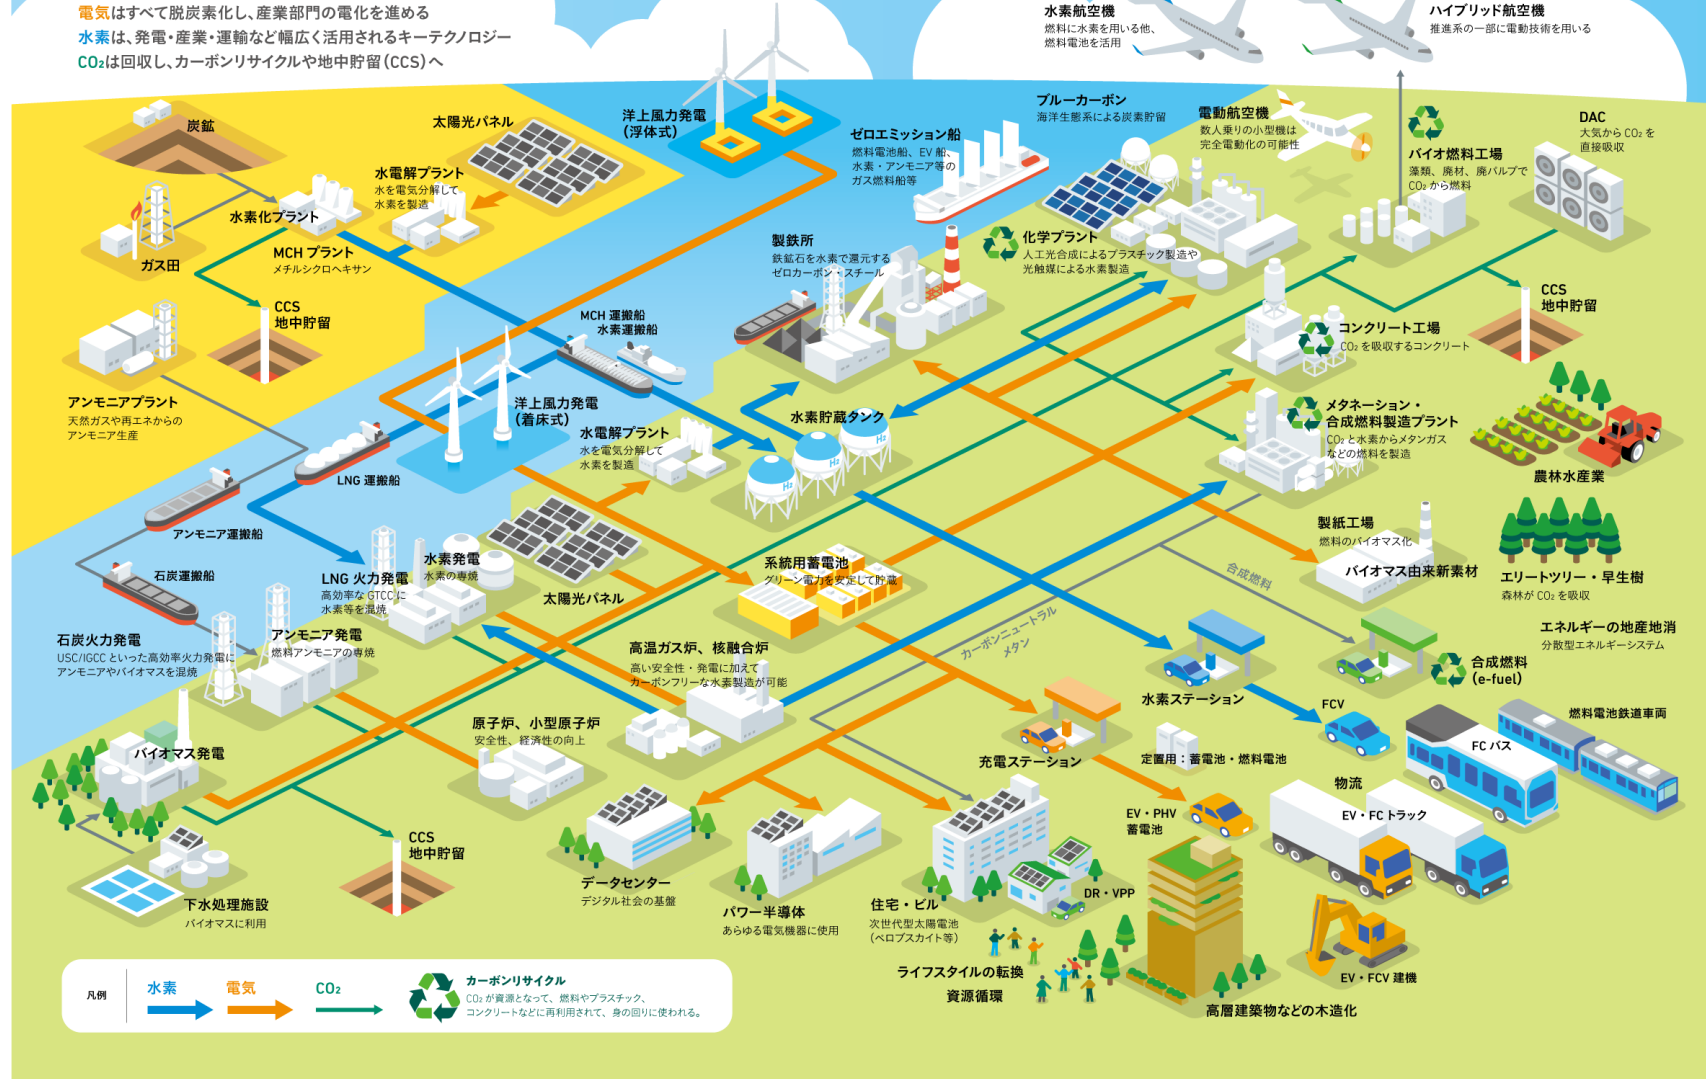 電気はすべて脱炭素化し、産業部門の電化を進める
水素は、発電・産業・運輸など幅広く活用されるキーテクノロジー
CO₂は回収し、カーボンリサイクルや地中貯留(CCS)へ
水素航空機
燃料に水素を用いる他、
燃料電池を活用
ハイブリッド航空機
推進系の一部に電動技術を用いる
炭鉱
太陽光パネル
洋上風力発電
(浮体式)
ゼロエミッション船
燃料電池船、EV 船、
水素・アンモニア等の
ガス燃料船等
ブルーカーボン
海洋生態系による炭素貯留
電動航空機
数人乗りの小型機は
完全電動化の可能性
バイオ燃料工場
藻類、廃材、廃パルプで
CO₂ から燃料
DAC
大気から CO₂ を
直接吸収
水電解プラント
水を電気分解して
水素を製造
水素化プラント
MCH プラント
メチルシクロヘキサン
ガス田
CCS
地中貯留
製鉄所
鉄鉱石を水素で還元する
ゼロカーボン・スチール
化学プラント
人工光合成によるプラスチック製造や
光触媒による水素製造
CCS
地中貯留
MCH 運搬船
水素運搬船
コンクリート工場
CO₂ を吸収するコンクリート
アンモニアプラント
天然ガスや再エネからの
アンモニア生産
洋上風力発電
(着床式)
水電解プラント
水を電気分解して
水素を製造
水素貯蔵タンク
H₂
H₂
H₂
メタネーション・
合成燃料製造プラント
CO₂ と水素からメタンガス
などの燃料を製造
農林水産業
LNG 運搬船
アンモニア運搬船
石炭運搬船
水素発電
水素の専焼
LNG 火力発電
高効率な GTCC に
水素等を混焼
太陽光パネル
系統用蓄電池
グリーン電力を安定して貯蔵
製紙工場
燃料のバイオマス化
バイオマス由来新素材
エリートツリー・早生樹
森林が CO₂ を吸収
合成燃料
カーボンニュートラル
メタン
エネルギーの地産地消
分散型エネルギーシステム
石炭火力発電
USC/IGCC といった高効率火力発電に
アンモニアやバイオマスを混焼
アンモニア発電
燃料アンモニアの専焼
高温ガス炉、核融合炉
高い安全性・発電に加えて
カーボンフリーな水素製造が可能
水素ステーション
合成燃料
(e-fuel)
FCV
FC バス
燃料電池鉄道車両
原子炉、小型原子炉
安全性、経済性の向上
バイオマス発電
充電ステーション
定置用：蓄電池・燃料電池
物流
EV・FC トラック
EV・PHV
蓄電池
CCS
地中貯留
データセンター
デジタル社会の基盤
パワー半導体
あらゆる電気機器に使用
住宅・ビル
次世代型太陽電池
(ペロブスカイト等)
DR・VPP
下水処理施設
バイオマスに利用
ライフスタイルの転換
資源循環
高層建築物などの木造化
EV・FCV 建機
凡例
水素
電気
CO₂
カーボンリサイクル
CO₂ が資源となって、燃料やプラスチック、
コンクリートなどに再利用されて、身の回りに使われる。